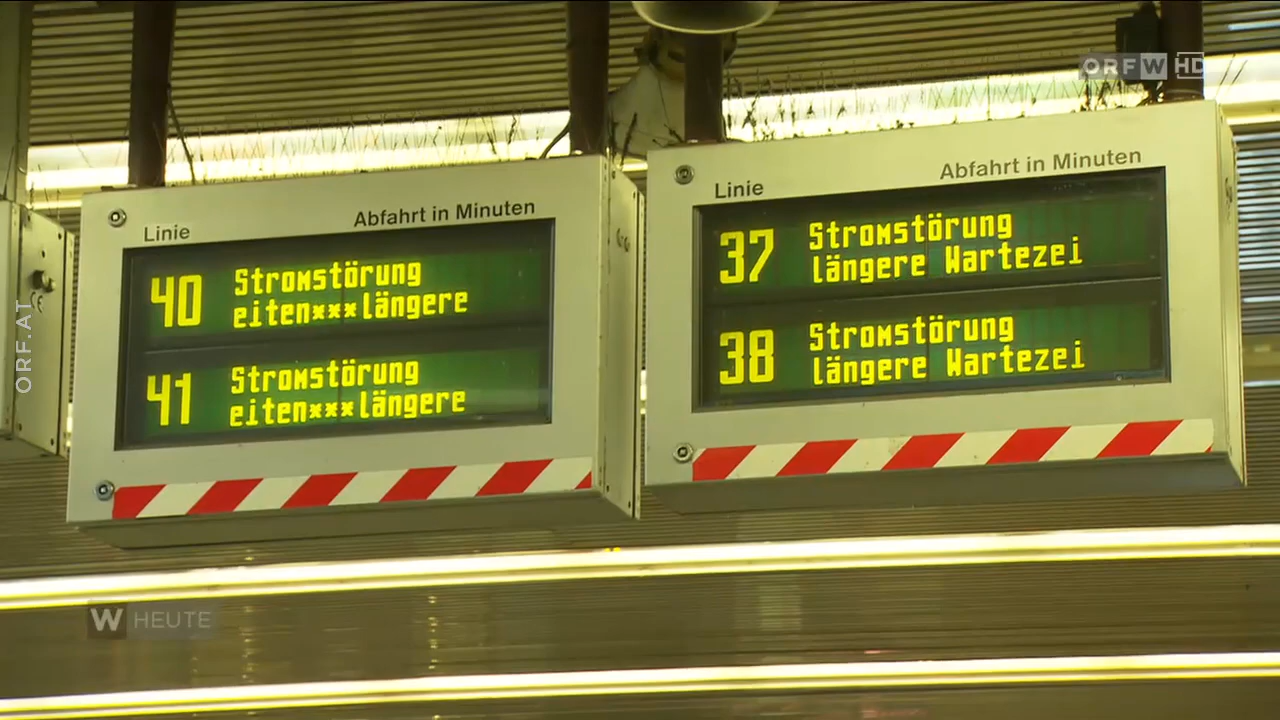 ORF W HD
Linie
Abfahrt in Minuten
40 Stromstörung
eiten***längere
41 Stromstörung
eiten***längere
Linie
Abfahrt in Minuten
37 Stromstörung
längere Wartezei
38 Stromstörung
längere Wartezei
ORF.AT
W HEUTE